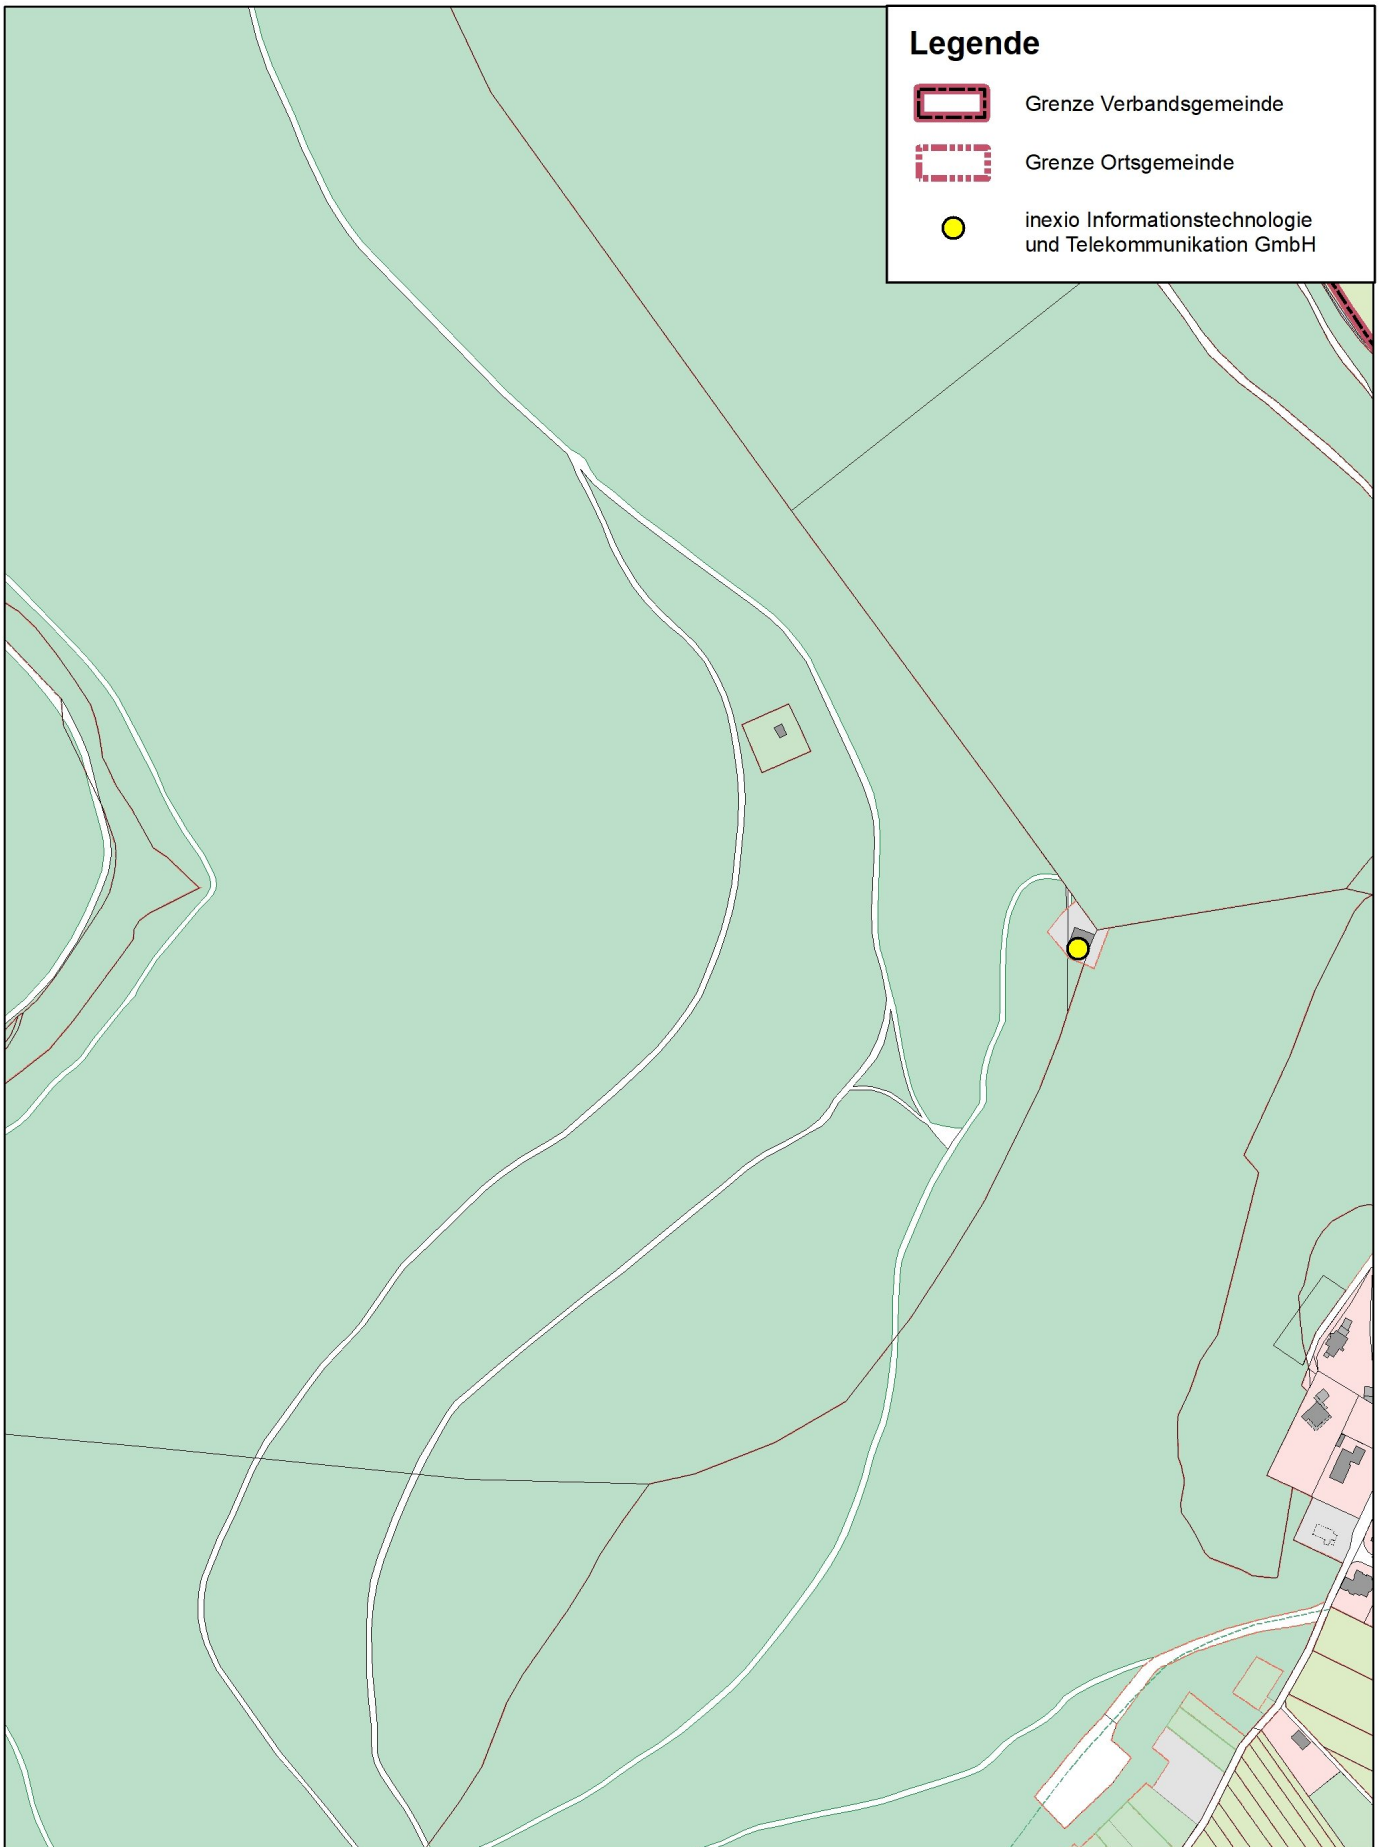 Legende
Grenze Verbandsgemeinde
Grenze Ortsgemeinde
inexio Informationstechnologie
und Telekommunikation GmbH